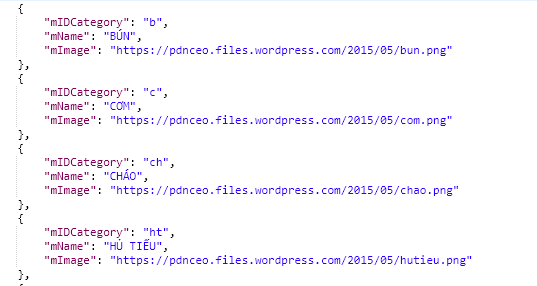 {
"mIDCategory": "b",
"mName": "BÚN",
"mImage": "https://pdnceo.files.wordpress.com/2015/05/bun.png"
},
{
"mIDCategory": "c",
"mName": "CƠM",
"mImage": "https://pdnceo.files.wordpress.com/2015/05/com.png"
},
{
"mIDCategory": "ch",
"mName": "CHÁO",
"mImage": "https://pdnceo.files.wordpress.com/2015/05/chao.png"
},
{
"mIDCategory": "ht",
"mName": "HỦ TIẾU",
"mImage": "https://pdnceo.files.wordpress.com/2015/05/hutieu.png"
},
{